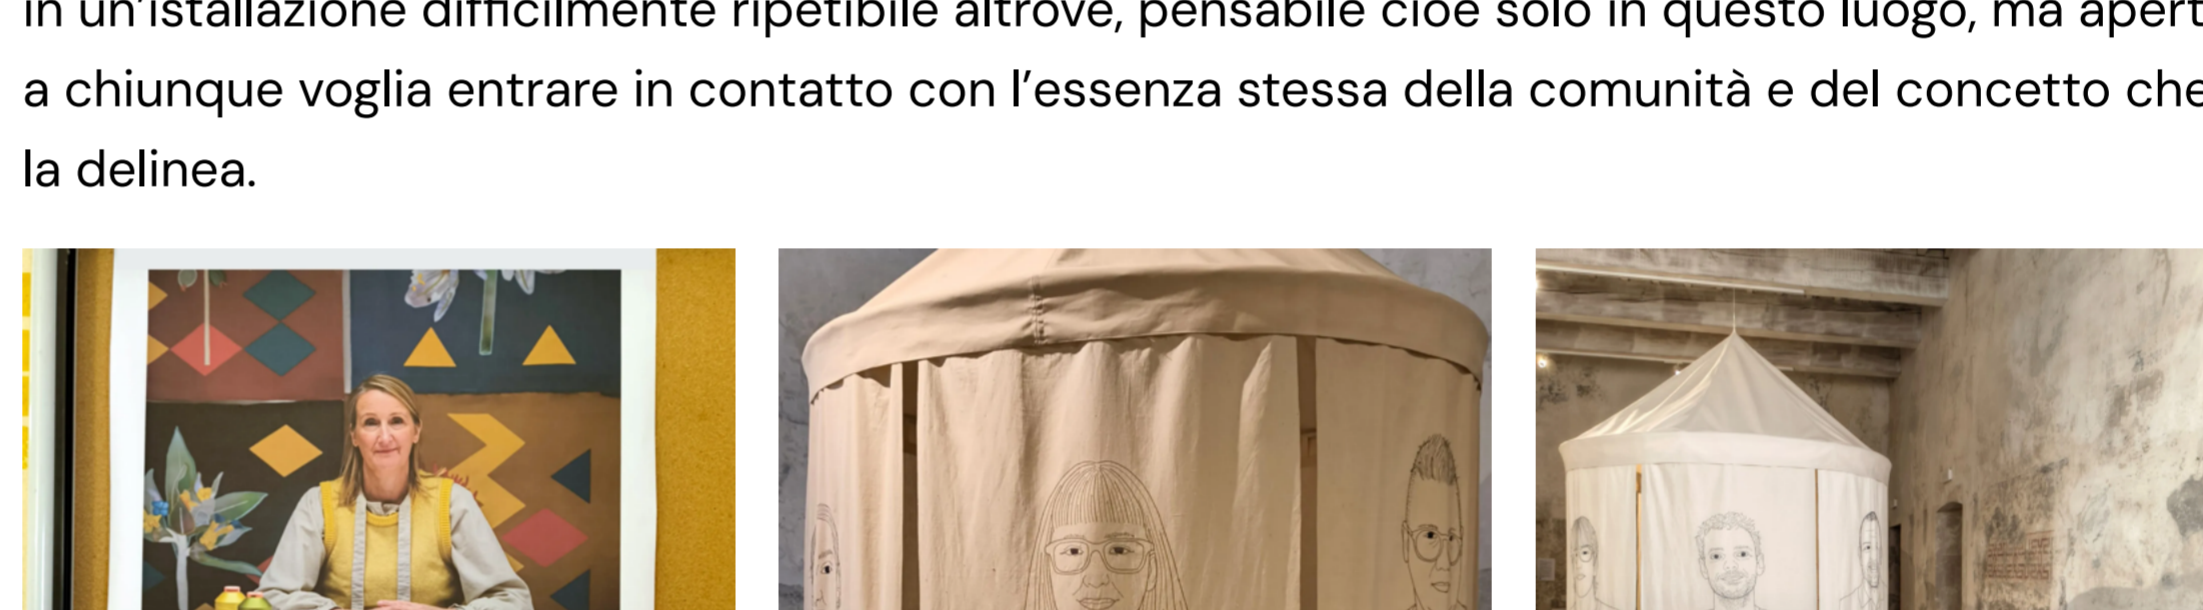 in un'istallazione difficilmente ripetibile altrove, pensabile cioè solo in questo luogo, ma apert
a chiunque voglia entrare in contatto con l'essenza stessa della comunità e del concetto che
la delinea.